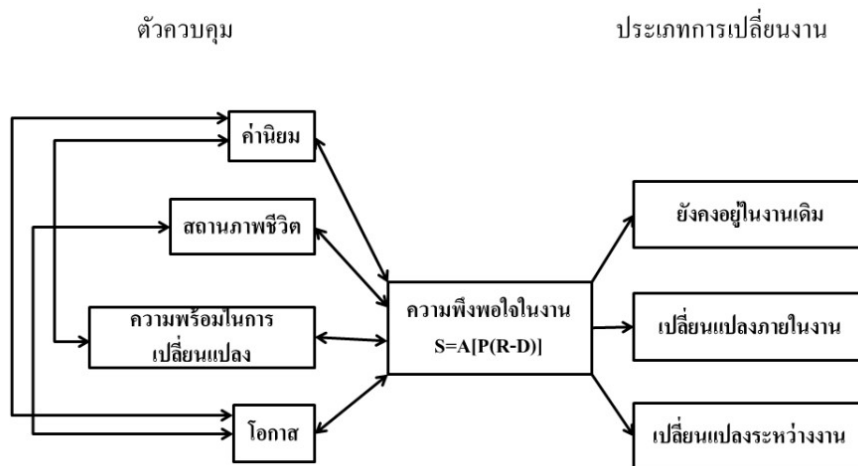 ตัวควบคุม
ประเภทการเปลี่ยนงาน
ค่านิยม
สถานภาพชีวิต
ความพร้อมในการ
เปลี่ยนแปลง
โอกาส
ความพึงพอใจในงาน
S=A[P(R-D)]
ยังคงอยู่ในงานเดิม
เปลี่ยนแปลงภายในงาน
เปลี่ยนแปลงระหว่างงาน